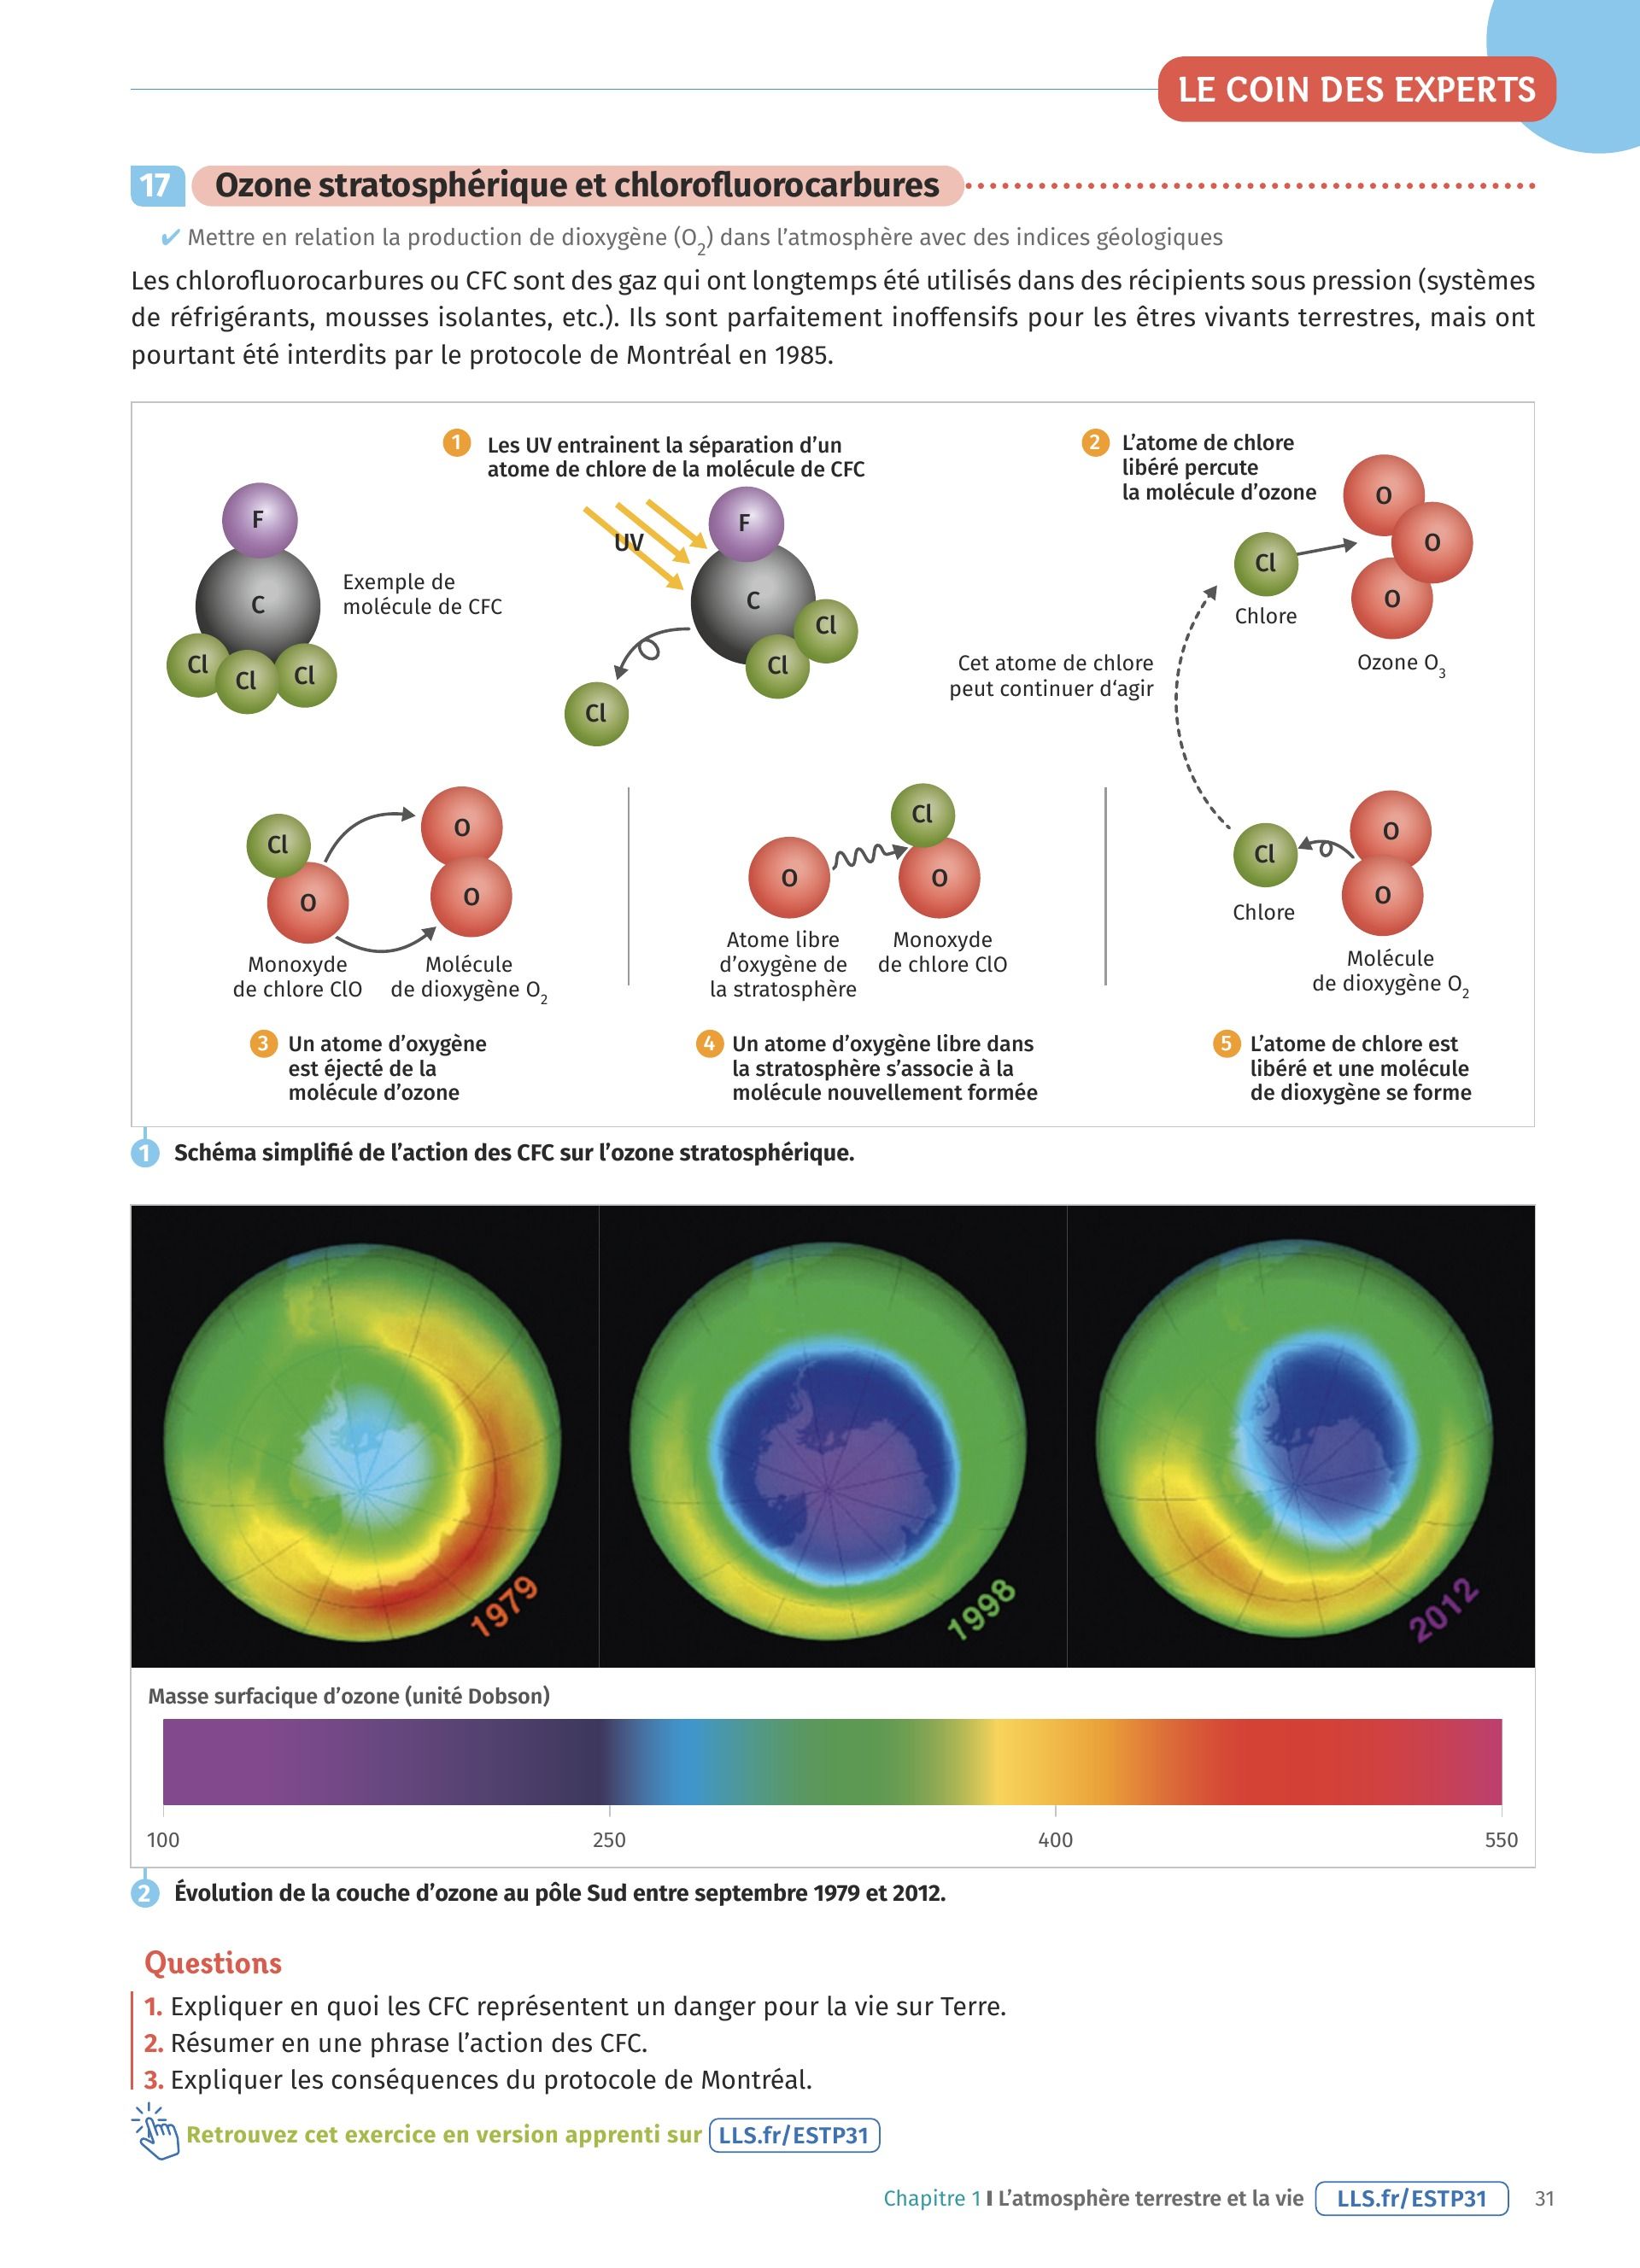 LE COIN DES EXPERTS
17 Ozone stratosphérique et chlorofluorocarbures
✔ Mettre en relation la production de dioxygène (O2) dans l’atmosphère avec des indices géologiques
Les chlorofluorocarbures ou CFC sont des gaz qui ont longtemps été utilisés dans des récipients sous pression (systèmes
de réfrigérants, mousses isolantes, etc.). Ils sont parfaitement inoffensifs pour les êtres vivants terrestres, mais ont
pourtant été interdits par le protocole de Montréal en 1985.
1 Les UV entrainent la séparation d’un
atome de chlore de la molécule de CFC
F
C
Cl
Cl
Cl
Exemple de
molécule de CFC
UV
F
C
Cl
Cl
Cl
2 L’atome de chlore
libéré percute
la molécule d’ozone
O
O
O
Cl
Chlore
Ozone O3
Cet atome de chlore
peut continuer d‘agir
Cl
O
O
O
Monoxyde
de chlore ClO
Molécule
de dioxygène O2
3 Un atome d’oxygène
est éjecté de la
molécule d’ozone
O
Cl
O
Atome libre
d’oxygène de
la stratosphère
Monoxyde
de chlore ClO
4 Un atome d’oxygène libre dans
la stratosphère s’associe à la
molécule nouvellement formée
Cl
O
O
Chlore
Molécule
de dioxygène O2
5 L’atome de chlore est
libéré et une molécule
de dioxygène se forme
1 Schéma simplifié de l’action des CFC sur l’ozone stratosphérique.
1979
1998
2012
Masse surfacique d’ozone (unité Dobson)
100 250 400 550
2 Évolution de la couche d’ozone au pôle Sud entre septembre 1979 et 2012.
Questions
1. Expliquer en quoi les CFC représentent un danger pour la vie sur Terre.
2. Résumer en une phrase l’action des CFC.
3. Expliquer les conséquences du protocole de Montréal.
Retrouvez cet exercice en version apprenti sur LLS.fr/ESTP31
Chapitre 1 I L’atmosphère terrestre et la vie LLS.fr/ESTP31 31